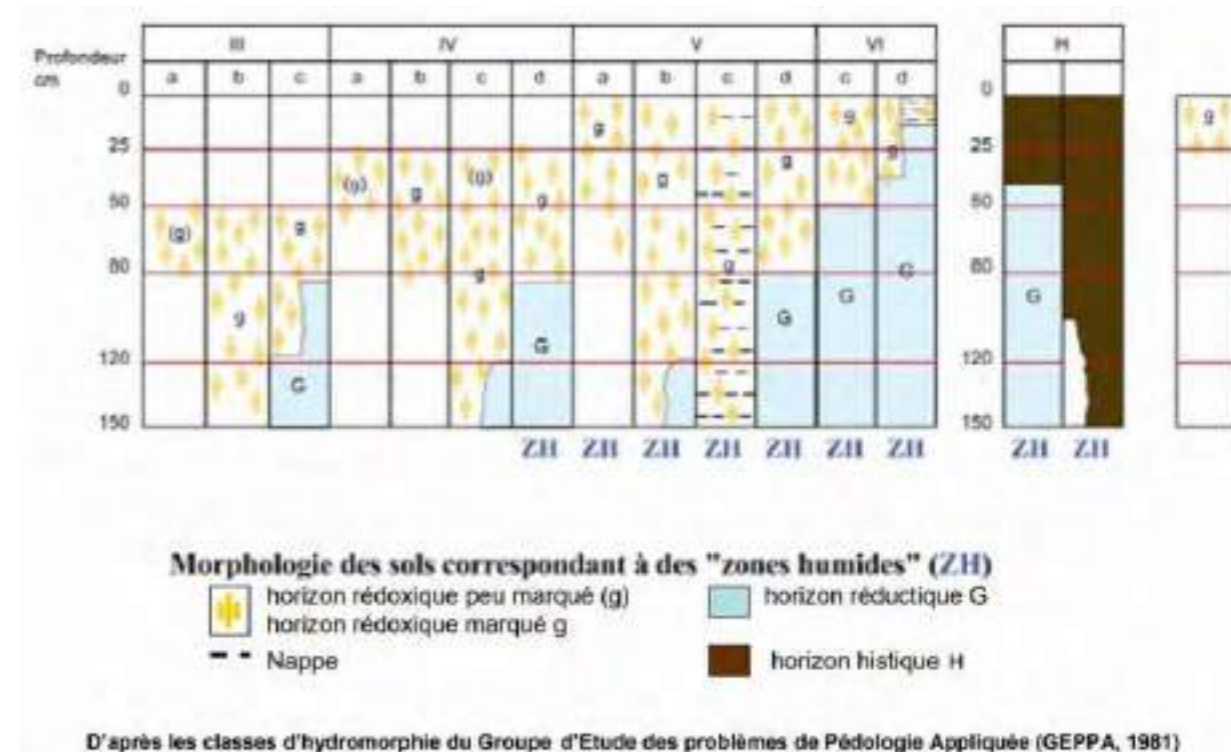 III IV V VI H
Profondeur
cm
a b c a b c d a b c d c d
0 0
25 25
50 50
80 80
120 120
150 150
g g g g
(g) g (g) g g g
(g) g g g g
g G G G G G
G
ZH ZH ZH ZH ZH ZH ZH ZH ZH
Morphologie des sols correspondant à des "zones humides" (ZH)
horizon rédoxique peu marqué (g)
horizon rédoxique marqué g
Nappe
horizon réductique G
horizon histique H
D'après les classes d'hydromorphie du Groupe d'Etude des problèmes de Pédologie Appliquée (GEPPA, 1981)